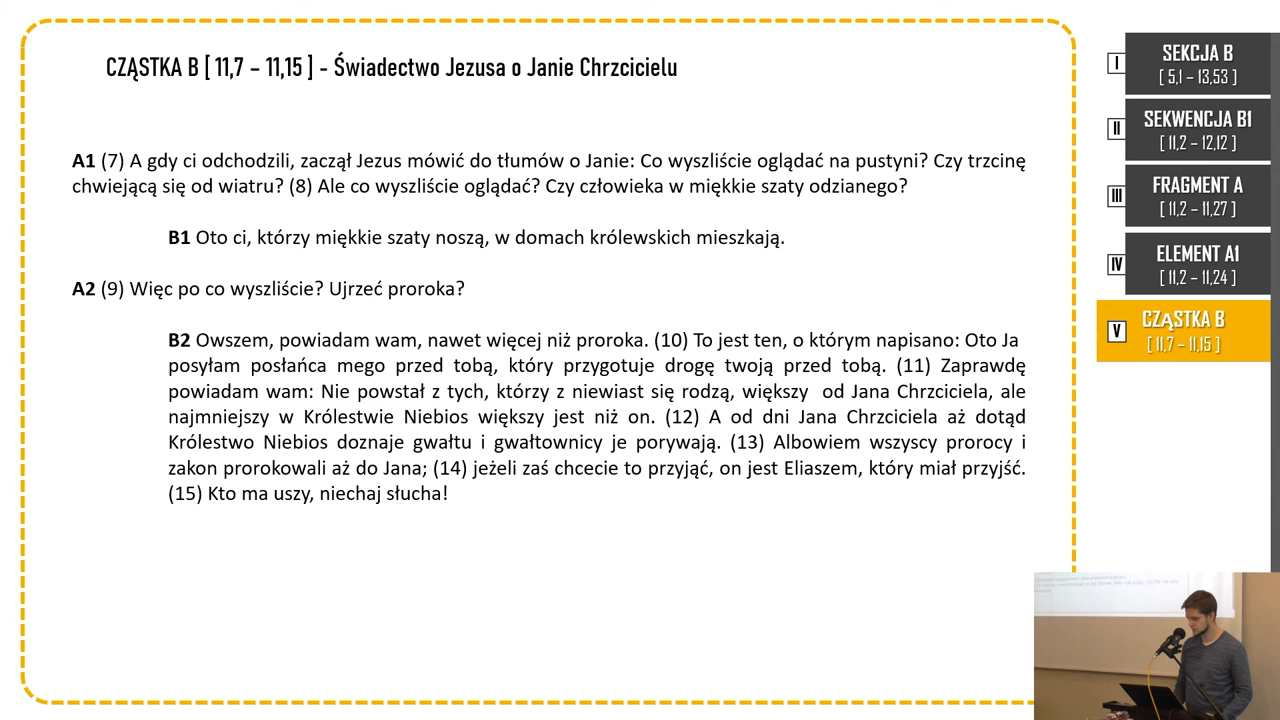 CZĄSTKA B [ 11,7 – 11,15 ] - Świadectwo Jezusa o Janie Chrzcicielu
A1 (7) A gdy ci odchodzili, zaczął Jezus mówić do tłumów o Janie: Co wyszliście oglądać na pustyni? Czy trzcinę
chwiejącą się od wiatru? (8) Ale co wyszliście oglądać? Czy człowieka w miękkie szaty odzianego?
B1 Oto ci, którzy miękkie szaty noszą, w domach królewskich mieszkają.
A2 (9) Więc po co wyszliście? Ujrzeć proroka?
B2 Owszem, powiadam wam, nawet więcej niż proroka. (10) To jest ten, o którym napisano: Oto Ja
posyłam posłańca mego przed tobą, który przygotuje drogę twoją przed tobą. (11) Zaprawdę
powiadam wam: Nie powstał z tych, którzy z niewiast się rodzą, większy od Jana Chrzciciela, ale
najmniejszy w Królestwie Niebios większy jest niż on. (12) A od dni Jana Chrzciciela aż dotąd
Królestwo Niebios doznaje gwałtu i gwałtownicy je porywają. (13) Albowiem wszyscy prorocy i
zakon prorokowali aż do Jana; (14) jeżeli zaś chcecie to przyjąć, on jest Eliaszem, który miał przyjść.
(15) Kto ma uszy, niechaj słucha!
I
SEKCJA B
[ 5,1 – 13,53 ]
II
SEKWENCJA B1
[ 11,2 – 12,12 ]
III
FRAGMENT A
[ 11,2 – 11,27 ]
IV
ELEMENT A1
[ 11,2 – 11,24 ]
V
CZĄSTKA B
[ 11,7 – 11,15 ]